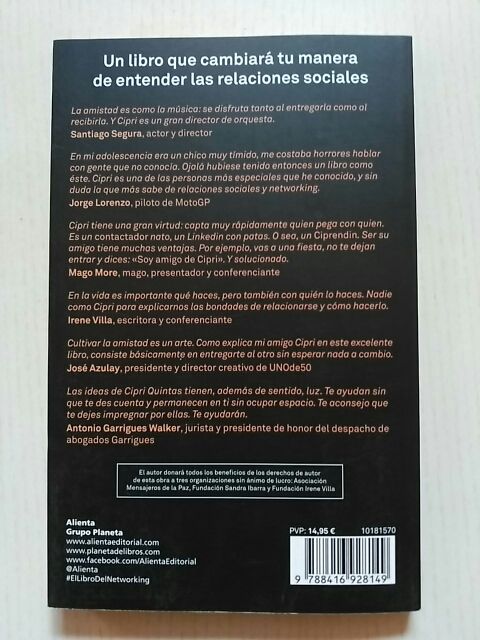 Un libro que cambiará tu manera
de entender las relaciones sociales
La amistad es como la música: se disfruta tanto al entregarla como al
recibirla. Y Cipri es un gran director de orquesta.
Santiago Segura, actor y director
En mi adolescencia era un chico muy tímido, me costaba horrores hablar
con gente que no conocía. Ojalá hubiese tenido entonces un libro como
éste. Cipri es una de las personas más especiales que he conocido, y sin
duda la que más sabe de relaciones sociales y networking.
Jorge Lorenzo, piloto de MotoGP
Cipri tiene una gran virtud: capta muy rápidamente quien pega con quien.
Es un contactador nato, un Linkedin con patas. O sea, un Ciprendin. Ser su
amigo tiene muchas ventajas. Por ejemplo, vas a una fiesta, no te dejan
entrar y dices: «Soy amigo de Cipri». Y solucionado.
Mago More, mago, presentador y conferenciante
En la vida es importante qué haces, pero también con quién lo haces. Nadie
como Cipri para explicarnos las bondades de relacionarse y cómo hacerlo.
Irene Villa, escritora y conferenciante
Cultivar la amistad es un arte. Como explica mi amigo Cipri en este excelente
libro, consiste básicamente en entregarte al otro sin esperar nada a cambio.
José Azulay, presidente y director creativo de UNOde50
Las ideas de Cipri Quintas tienen, además de sentido, luz. Te ayudan sin
que te des cuenta y permanecen en ti sin ocupar espacio. Te aconsejo que
te dejes impregnar por ellas. Te ayudarán.
Antonio Garrigues Walker, jurista y presidente de honor del despacho de
abogados Garrigues
El autor donará todos los beneficios de los derechos de autor
de esta obra a tres organizaciones sin ánimo de lucro: Asociación
Mensajeros de la Paz, Fundación Sandra Ibarra y Fundación Irene Villa
Alienta
Grupo Planeta
www.alientaeditorial.com
www.planetadelibros.com
www.facebook.com/AlientaEditorial
@Alienta
#ElLibroDelNetworking
PVP: 14,95 € 10181570
9 788416 928149